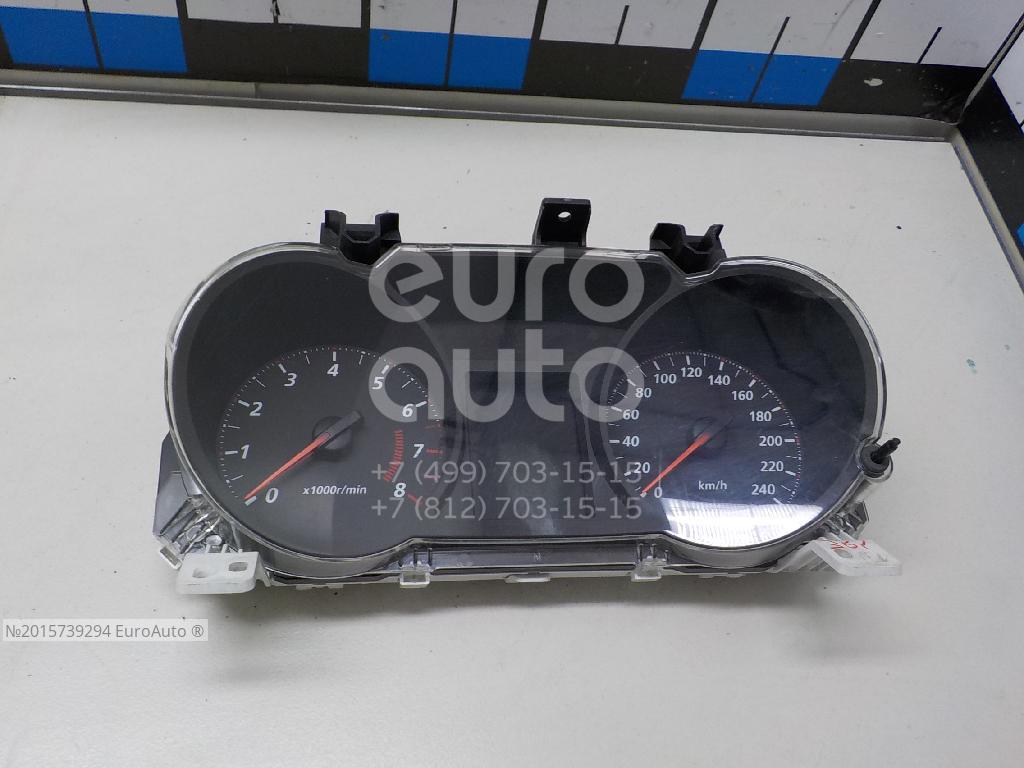 euro
auto
+7 (499) 703-15-15
+7 (812) 703-15-15
0 1 2 3 4 5 6 7 8
x1000r/min
0 20 40 60 80 100 120 140 160 180 200 220 240
km/h
№2015739294 EuroAuto ®